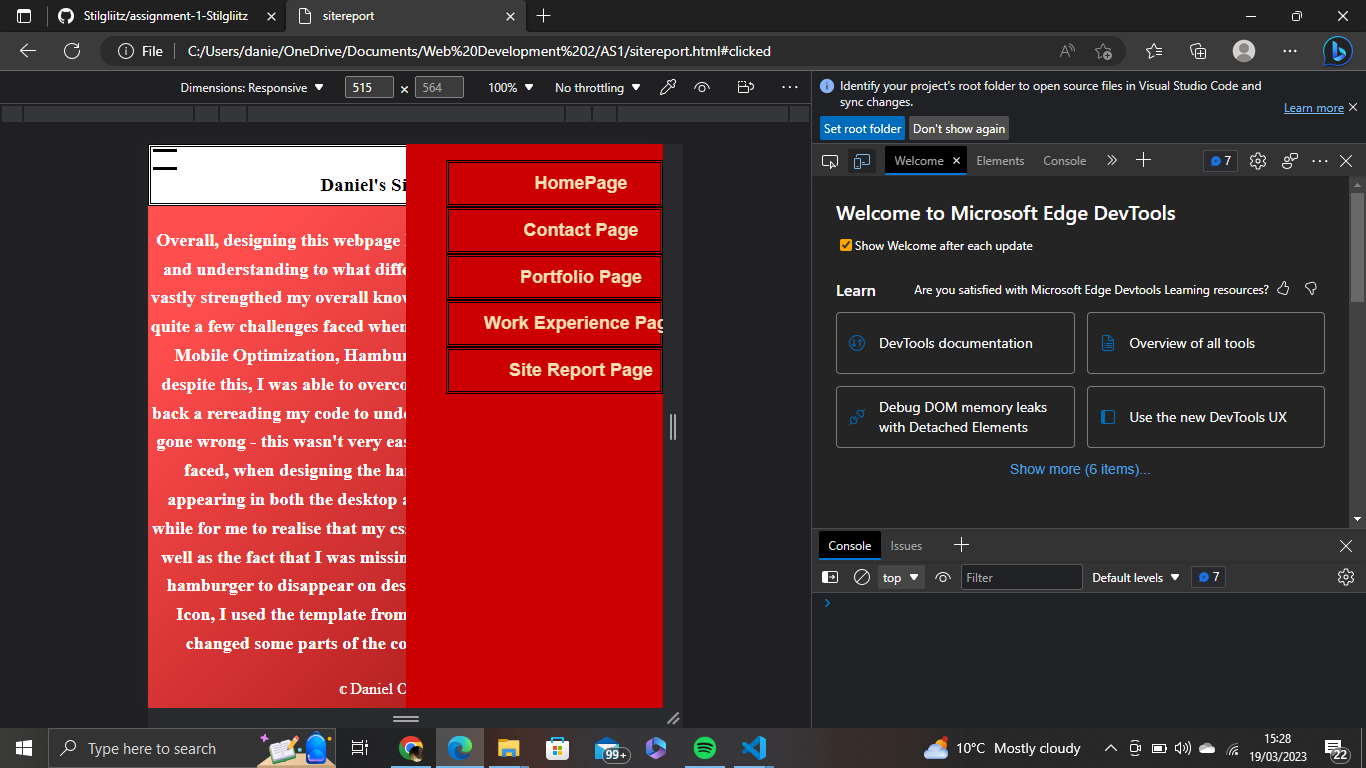 Stilgliitz/assignment-1-Stilgliitz
sitereport
File
C:/Users/danie/OneDrive/Documents/Web%20Development%202/AS1/sitereport.html#clicked
Dimensions: Responsive
515
×
564
100%
No throttling
Identify your project's root folder to open source files in Visual Studio Code and
sync changes.
Learn more
Set root folder
Don't show again
Welcome
Elements
Console
7
Daniel's Si
HomePage
Contact Page
Portfolio Page
Work Experience Pag
Site Report Page
Overall, designing this webpage
and understanding to what diffe
vastly strengthed my overall know
quite a few challenges faced when
Mobile Optimization, Hambur
despite this, I was able to overco
back a rereading my code to unde
gone wrong - this wasn't very eas
faced, when designing the ha
appearing in both the desktop a
while for me to realise that my cs
well as the fact that I was missin
hamburger to disappear on des
Icon, I used the template from
changed some parts of the co
© Daniel C
Welcome to Microsoft Edge DevTools
Show Welcome after each update
Learn
Are you satisfied with Microsoft Edge Devtools Learning resources?
DevTools documentation
Overview of all tools
Debug DOM memory leaks
with Detached Elements
Use the new DevTools UX
Show more (6 items)...
Console
Issues
top
Filter
Default levels
7
Type here to search
99+
10°C Mostly cloudy
15:28
19/03/2023
22